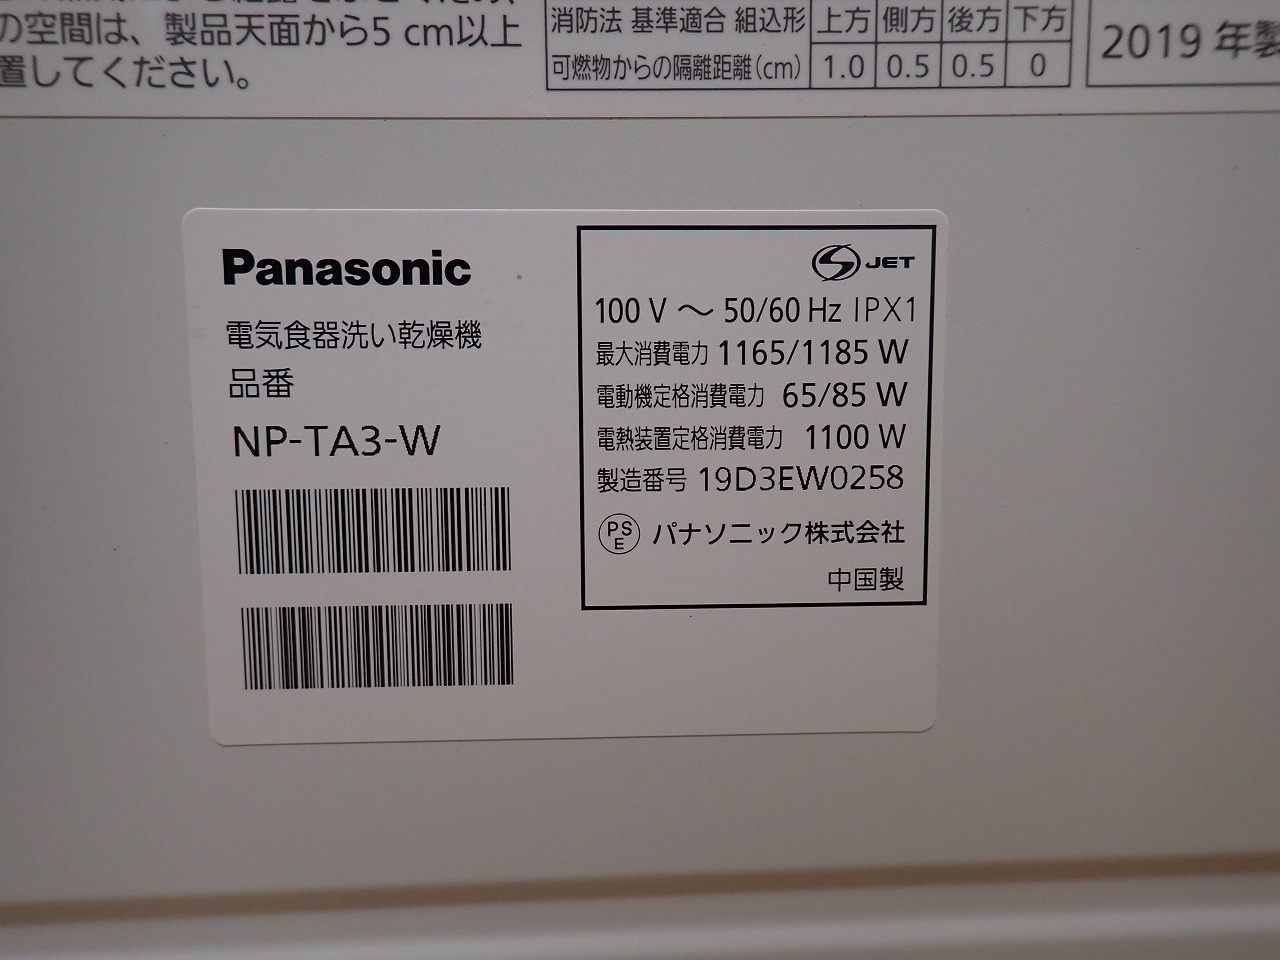 の空間は、製品天面から5 cm以上
置してください。
消防法 基準適合 組込形 上方 側方 後方 下方
可燃物からの隔離距離(cm) 1.0 0.5 0.5 0
2019 年製
Panasonic
電気食器洗い乾燥機
品番
NP-TA3-W
S JET
100 V ～ 50/60 Hz IPX1
最大消費電力 1165/1185 W
電動機定格消費電力 65/85 W
電熱装置定格消費電力 1100 W
製造番号 19D3EW0258
PSE パナソニック株式会社
中国製